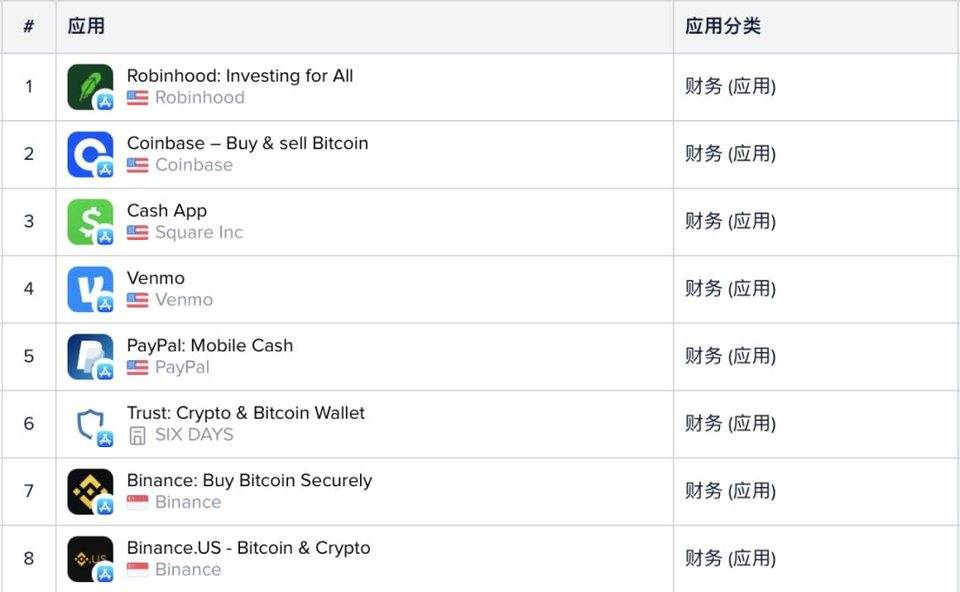 # 应用 应用分类
1 Robinhood: Investing for All 财务 (应用)
Robinhood
2 Coinbase – Buy & sell Bitcoin 财务 (应用)
Coinbase
3 Cash App 财务 (应用)
Square Inc
4 Venmo 财务 (应用)
Venmo
5 PayPal: Mobile Cash 财务 (应用)
PayPal
6 Trust: Crypto & Bitcoin Wallet 财务 (应用)
SIX DAYS
7 Binance: Buy Bitcoin Securely 财务 (应用)
Binance
8 .US Binance.US - Bitcoin & Crypto 财务 (应用)
Binance